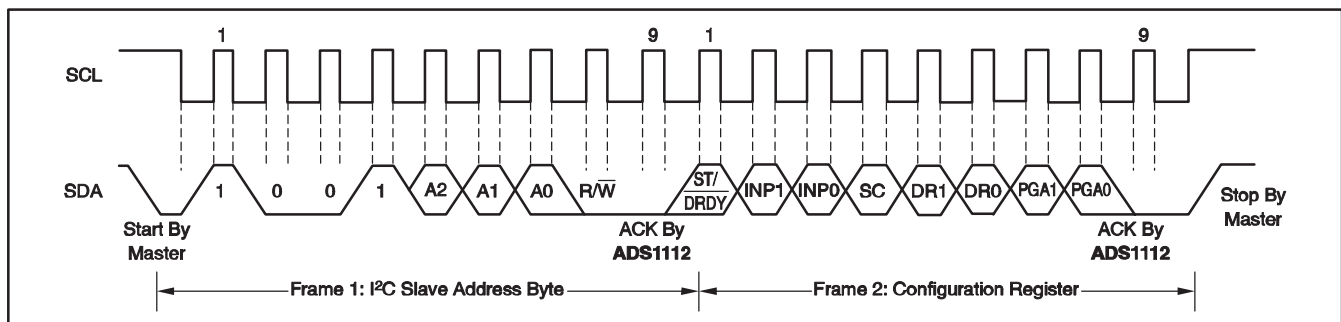 1 9 1 9
SCL
SDA
1 0 0 1 A2 A1 A0 R/W̅ ST/D̅R̅D̅Y̅ INP1 INP0 SC DR1 DR0 PGA1 PGA0
Start By
Master
ACK By
ADS1112
ACK By
ADS1112
Stop By
Master
Frame 1: I²C Slave Address Byte
Frame 2: Configuration Register